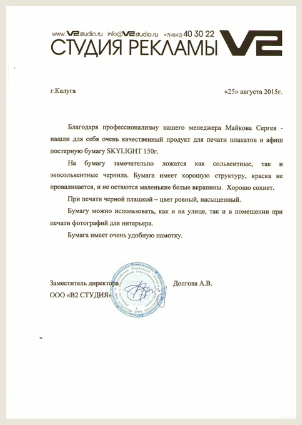 www.V2studio.ru info@V2studio.ru +7(4842) 40 30 22
СТУДИЯ РЕКЛАМЫ V2
г.Калуга «25» августа 2015г.
Благодаря профессионализму вашего менеджера Майкова Сергея -
нашли для себя очень качественный продукт для печати плакатов и афиш
постерную бумагу SKYLIGHT 150г.
На бумагу замечательно ложатся как сольвентные, так и
экосольвентные чернила. Бумага имеет хорошую структуру, краска не
проваливается, и не остаются маленькие белые вкрапины. Хорошо сохнет.
При печати черной плашкой – цвет ровный, насыщенный.
Бумагу можно использовать, как и на улице, так и в помещении при
печати фотографий для интерьера.
Бумага имеет очень удобную намотку.
Заместитель директора Долгова А.В.
ООО «В2 СТУДИЯ»